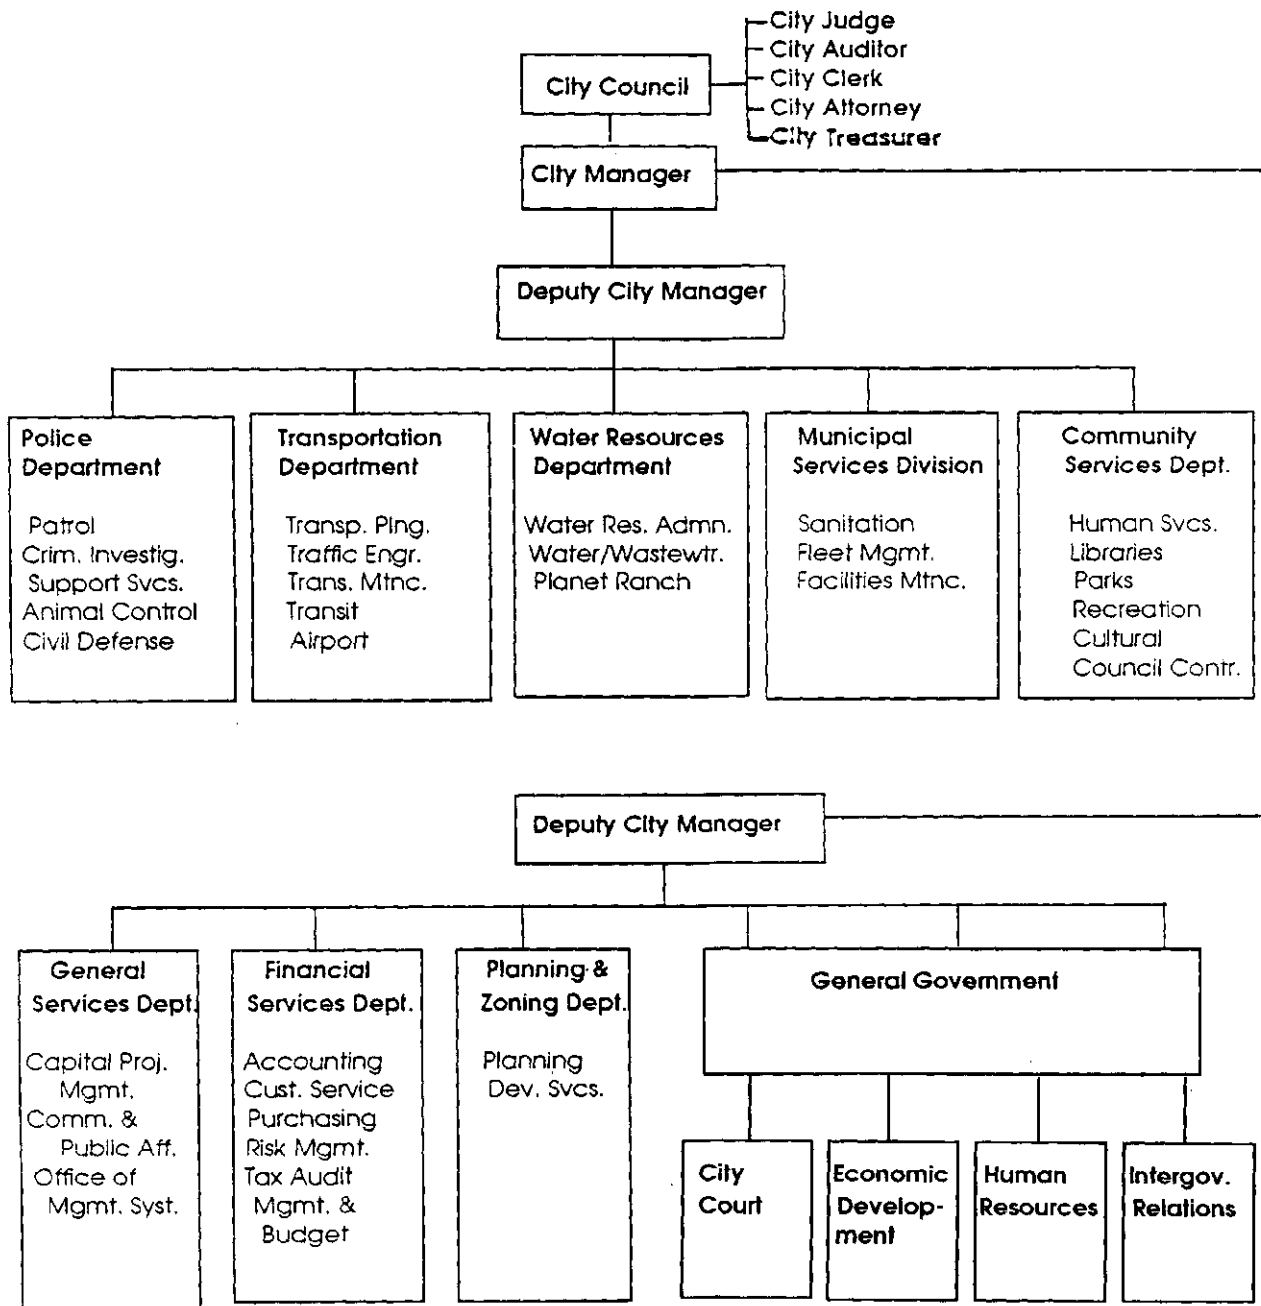 City Judge
City Auditor
City Clerk
City Attorney
City Treasurer
City Council
City Manager
Deputy City Manager
Police
Department
Patrol
Crim. Investig.
Support Svcs.
Animal Control
Civil Defense
Transportation
Department
Transp. Plng.
Traffic Engr.
Trans. Mtnc.
Transit
Airport
Water Resources
Department
Water Res. Admn.
Water/Wastewtr.
Planet Ranch
Municipal
Services Division
Sanitation
Fleet Mgmt.
Facilities Mtnc.
Community
Services Dept.
Human Svcs.
Libraries
Parks
Recreation
Cultural
Council Contr.
Deputy City Manager
General
Services Dept.
Capital Proj.
Mgmt.
Comm. &
Public Aff.
Office of
Mgmt. Syst.
Financial
Services Dept.
Accounting
Cust. Service
Purchasing
Risk Mgmt.
Tax Audit
Mgmt. &
Budget
Planning &
Zoning Dept.
Planning
Dev. Svcs.
General Government
City
Court
Economic
Develop-
ment
Human
Resources
Intergov.
Relations